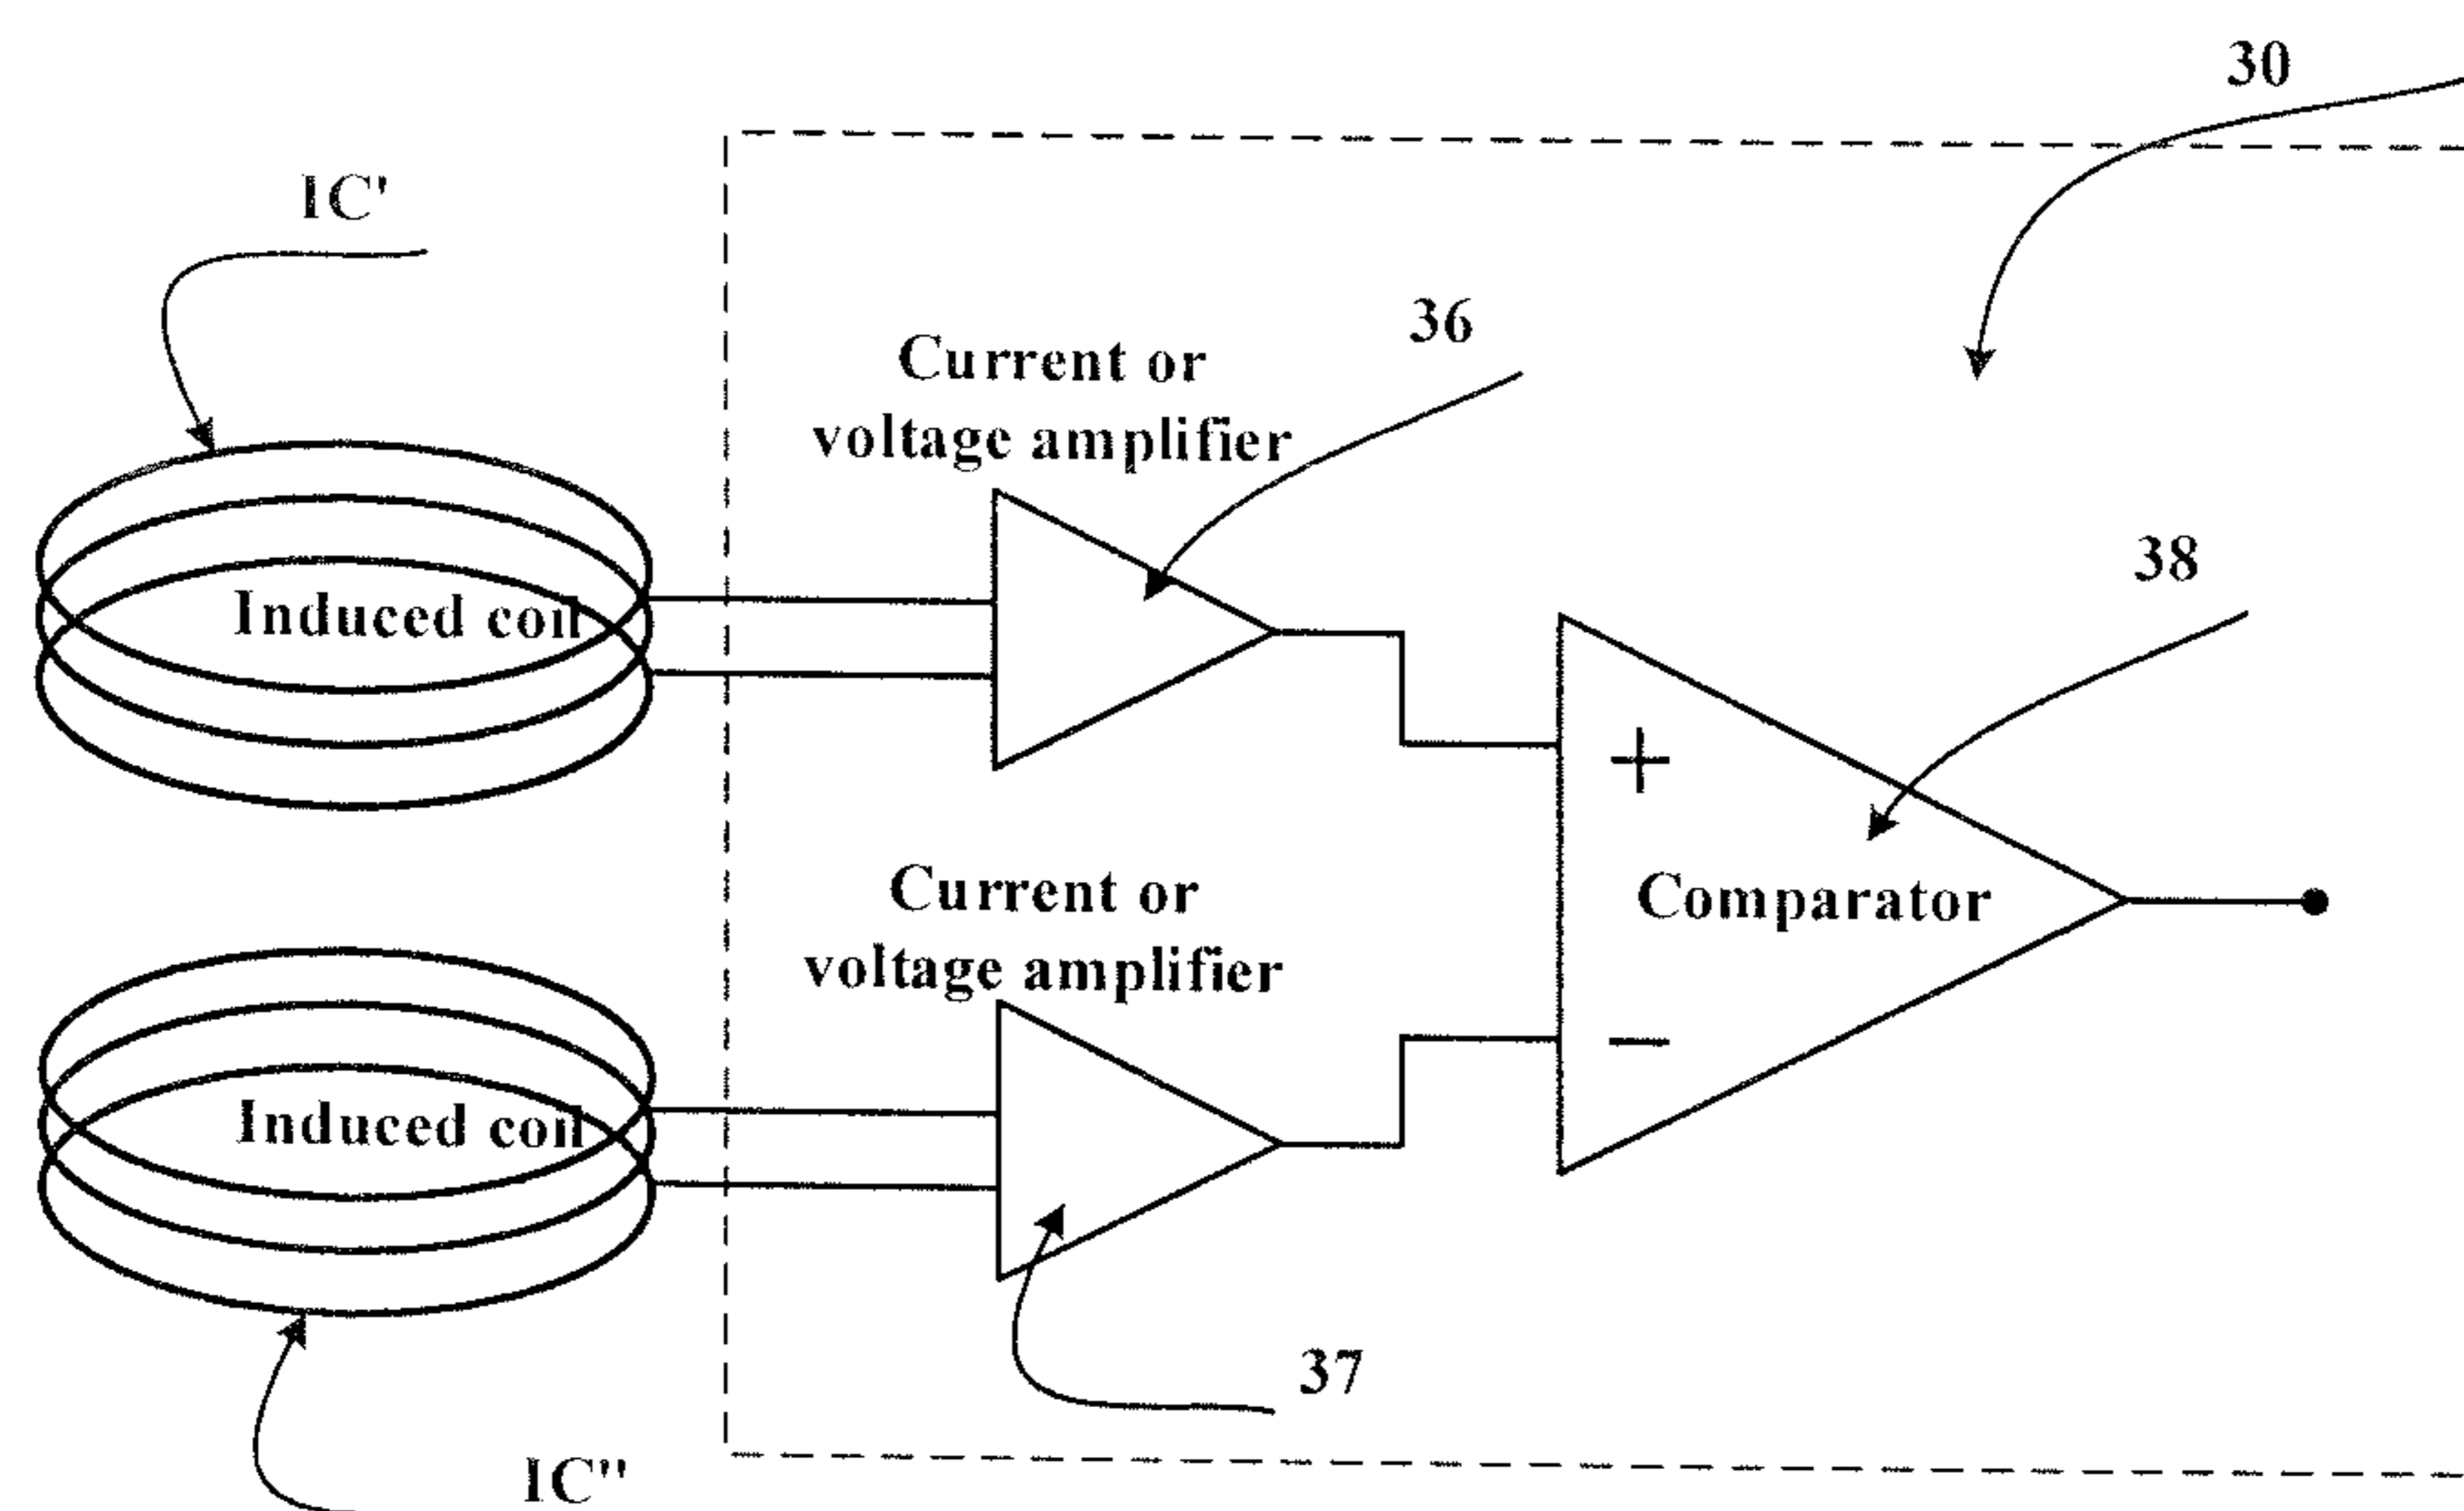 30
IC'
36
Current or
voltage amplifier
38
Induced coil
+
Comparator
Current or
voltage amplifier
−
Induced coil
37
IC"